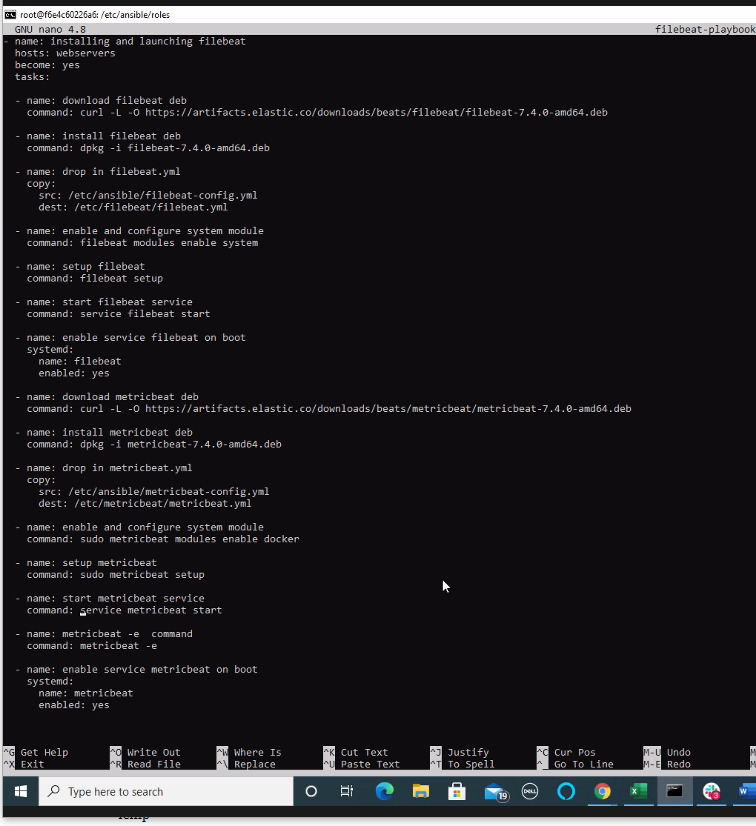 root@f6e4c60226a6: /etc/ansible/roles
GNU nano 4.8 filebeat-playbook
- name: installing and launching filebeat
hosts: webservers
become: yes
tasks:
- name: download filebeat deb
command: curl -L -O https://artifacts.elastic.co/downloads/beats/filebeat/filebeat-7.4.0-amd64.deb
- name: install filebeat deb
command: dpkg -i filebeat-7.4.0-amd64.deb
- name: drop in filebeat.yml
copy:
src: /etc/ansible/filebeat-config.yml
dest: /etc/filebeat/filebeat.yml
- name: enable and configure system module
command: filebeat modules enable system
- name: setup filebeat
command: filebeat setup
- name: start filebeat service
command: service filebeat start
- name: enable service filebeat on boot
systemd:
name: filebeat
enabled: yes
- name: download metricbeat deb
command: curl -L -O https://artifacts.elastic.co/downloads/beats/metricbeat/metricbeat-7.4.0-amd64.deb
- name: install metricbeat deb
command: dpkg -i metricbeat-7.4.0-amd64.deb
- name: drop in metricbeat.yml
copy:
src: /etc/ansible/metricbeat-config.yml
dest: /etc/metricbeat/metricbeat.yml
- name: enable and configure system module
command: sudo metricbeat modules enable docker
- name: setup metricbeat
command: sudo metricbeat setup
- name: start metricbeat service
command: service metricbeat start
- name: metricbeat -e  command
command: metricbeat -e
- name: enable service metricbeat on boot
systemd:
name: metricbeat
enabled: yes
^G Get Help ^O Write Out ^W Where Is ^K Cut Text ^J Justify ^C Cur Pos M-U Undo M
^X Exit ^R Read File ^\ Replace ^U Paste Text ^T To Spell ^_ Go To Line M-E Redo M
Type here to search 19 DELL 3